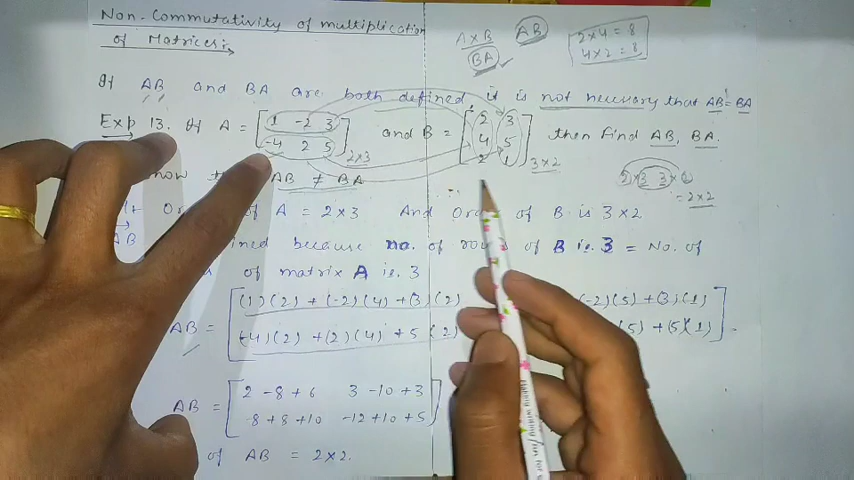 Non-Commutativity of multiplication
of Matrices:
A×B AB
BA
2×4 = 8
4×2 = 8
If AB and BA are both defined, it is not necessary that AB = BA
Exp 13. If A = [1 -2 3
-4 2 5] 2×3 and B = [2 3
4 5
2 1] 3×2 then find AB, BA.
AB ≠ BA
2×3 3×2
= 2×2
of A = 2×3 And Order of B is 3×2
AB
because no. of rows of B is 3 = No. of
of matrix A is 3
AB = [(1)(2) + (-2)(4) + (3)(2) (-2)(5) + (3)(1)
(-4)(2) + (2)(4) + 5(2) (5) + (5)(1)]
AB = [2 -8 + 6 3 -10 + 3
-8 + 8 + 10 -12 + 10 + 5]
of AB = 2×2.